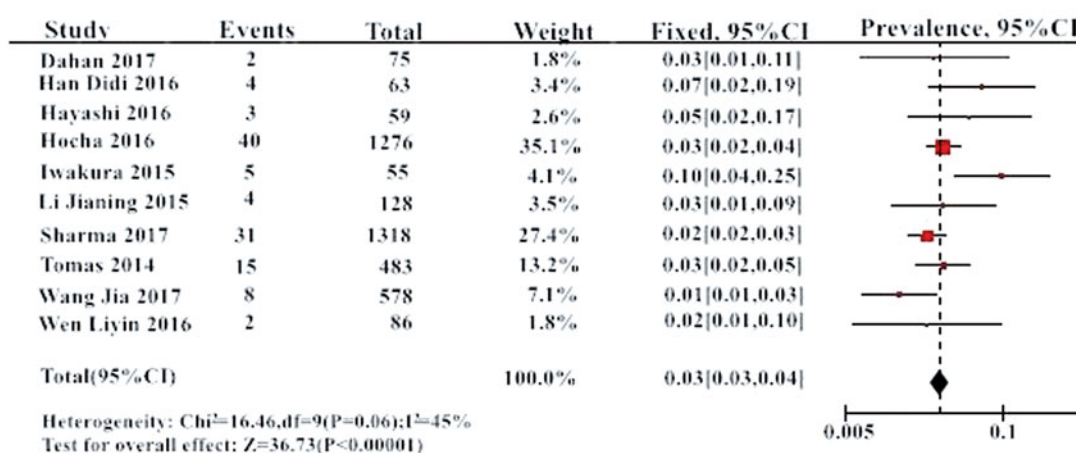 Study Events Total Weight Fixed, 95%CI Prevalence, 95%CI
Dahan 2017 2 75 1.8% 0.03[0.01,0.11]
Han Didi 2016 4 63 3.4% 0.07[0.02,0.19]
Hayashi 2016 3 59 2.6% 0.05[0.02,0.17]
Hocha 2016 40 1276 35.1% 0.03[0.02,0.04]
Iwakura 2015 5 55 4.1% 0.10[0.04,0.25]
Li Jianing 2015 4 128 3.5% 0.03[0.01,0.09]
Sharma 2017 31 1318 27.4% 0.02[0.02,0.03]
Tomas 2014 15 483 13.2% 0.03[0.02,0.05]
Wang Jia 2017 8 578 7.1% 0.01[0.01,0.03]
Wen Liyin 2016 2 86 1.8% 0.02[0.01,0.10]
Total(95%CI) 100.0% 0.03[0.03,0.04]
Heterogeneity: Chi²=16.46,df=9(P=0.06);I²=45%
Test for overall effect: Z=36.73(P<0.00001)
0.005 0.1